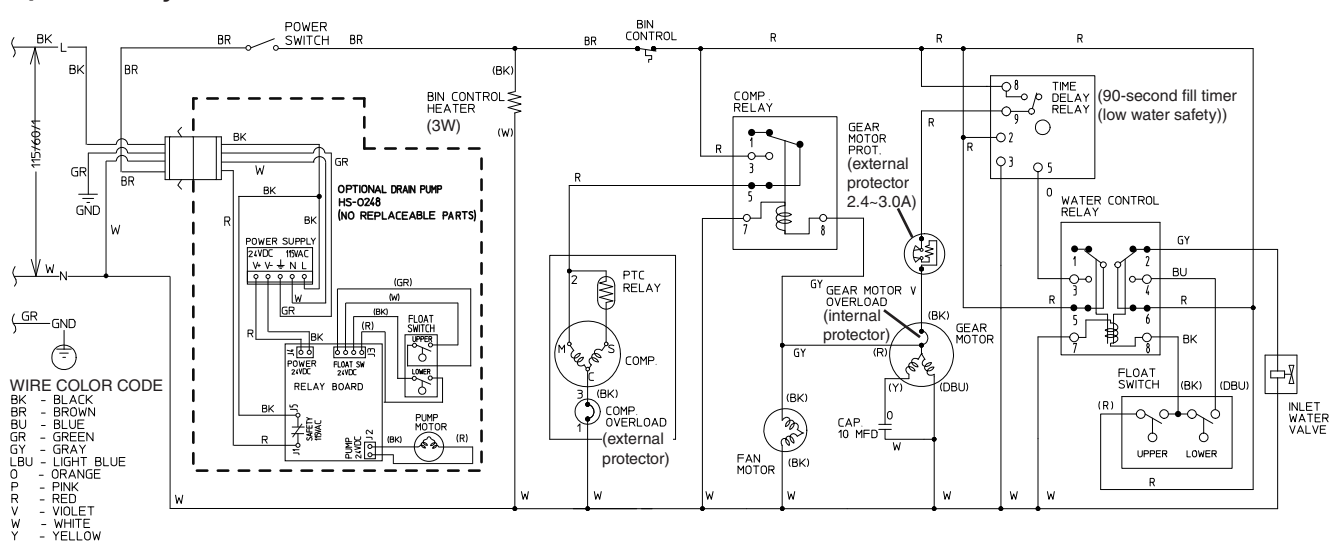 BK L
BK
BR
115/60/1
GR
GND
BR
W
W N
GR GND
WIRE COLOR CODE
BK - BLACK
BR - BROWN
BU - BLUE
GR - GREEN
GY - GRAY
LBU - LIGHT BLUE
O - ORANGE
P - PINK
R - RED
V - VIOLET
W - WHITE
Y - YELLOW
BR
POWER
SWITCH
BR
BK
GR
W
BK
R
BK
OPTIONAL DRAIN PUMP
HS-0248
(NO REPLACEABLE PARTS)
POWER SUPPLY
24VDC 115VAC
V+ V- N L
W
GR
R
BK
(GR)
(W)
(BK)
(R)
FLOAT
SWITCH
UPPER
LOWER
J4
POWER
24VDC
FLOAT SW
24VDC
J3
RELAY BOARD
BK
J5
SAFETY
115VAC
J1
R
PUMP
24VDC
J2
PUMP
MOTOR
(BK)
(R)
W
(BK)
BIN CONTROL
HEATER
(3W)
(W)
W
BR
BIN
CONTROL
R
R
R
COMP.
RELAY
1
3
5
7
8
R
R
2
PTC
RELAY
M
S
C
COMP.
3
(BK)
1
COMP.
OVERLOAD
(external
protector)
W
W
W
GY
GY
(BK)
FAN
MOTOR
(BK)
GEAR
MOTOR
PROT.
(external
protector
2.4~3.0A)
R
GEAR MOTOR V
OVERLOAD
(internal
protector)
(BK)
GEAR
MOTOR
(R)
(Y)
(DBU)
CAP.
10 MFD
O
W
W
R
8
9
2
3
5
TIME
DELAY
RELAY
(90-second fill timer
(low water safety))
O
WATER CONTROL
RELAY
1
2
3
4
5
6
7
8
R
GY
BU
R
BK
FLOAT
SWITCH
(BK)
(DBU)
(R)
UPPER LOWER
R
INLET
WATER
VALVE
W
W